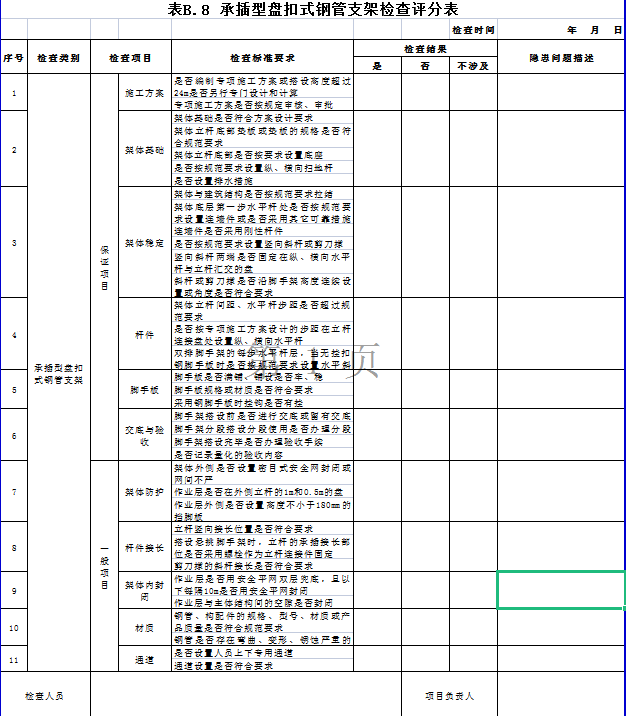 表B.8 承插型盘扣式钢管支架检查评分表
检查时间 年 月 日
序号 检查类别 检查项目 检查标准要求 检查结果 隐患问题描述
是 否 不涉及
承插型盘扣
式钢管支架
保证项目
1 施工方案
是否编制专项施工方案或搭设高度超过
24m是否另行专门设计和计算
专项施工方案是否按规定审核、审批
2 架体基础
架体基础是否符合方案设计要求
架体立杆底部垫板或垫板的规格是否符
合规范要求
架体立杆底部是否按要求设置底座
是否按规范要求设置纵、横向扫地杆
是否设置排水措施
3 架体稳定
架体与建筑结构是否按规范要求拉结
架体底层第一步水平杆处是否按规范要
求设置连墙件或是否采用其它可靠措施
连墙件是否采用刚性杆件
是否按规范要求设置竖向斜杆或剪刀撑
竖向斜杆两端是否固定在纵、横向水平
杆与立杆汇交的盘
斜杆或剪刀撑是否沿脚手架高度连续设
置或角度是否符合要求
4 杆件
架体立杆间距、水平杆步距是否超过规
范要求
是否按专项施工方案设计的步距在立杆
连接盘处设置纵、横向水平杆
双排脚手架的每步水平杆层，当无挂扣
钢脚手板时是否按规范要求设置水平斜
第 1 页
5 脚手板
脚手板是否满铺、铺设是否牢、稳
脚手板规格或材质是否符合要求
采用钢脚手板时挂钩是否有挂
6 交底与验
收
脚手架搭设前是否进行交底或留有交底
脚手架分段搭设分段使用是否办理分段
脚手架搭设完毕是否办理验收手续
是否记录量化的验收内容
一般项目
7 架体防护
架体外侧是否设置密目式安全网封闭或
网间不严
作业层是否在外侧立杆的1m和0.5m的盘
作业层外侧是否设置高度不小于180mm的
挡脚板
8 杆件接长
立杆竖向接长位置是否符合要求
搭设悬挑脚手架时，立杆的承插接长部
位是否采用螺栓作为立杆连接件固定
剪刀撑的斜杆接长是否符合要求
9 架体内封
闭
作业层是否用安全平网双层兜底，且以
下每隔10m是否用安全平网封闭
作业层与主体结构间的空隙是否封闭
10 材质
钢管、构配件的规格、型号、材质或产
品质量是否符合规范要求
钢管是否存在弯曲、变形、锈蚀严重的
11 通道
是否设置人员上下专用通道
通道设置是否符合要求
检查人员 项目负责人